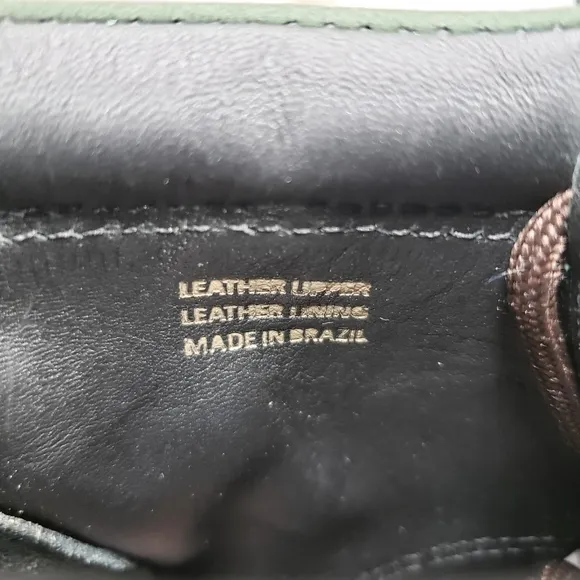 LEATHER UPPER
LEATHER LINING
MADE IN BRAZIL